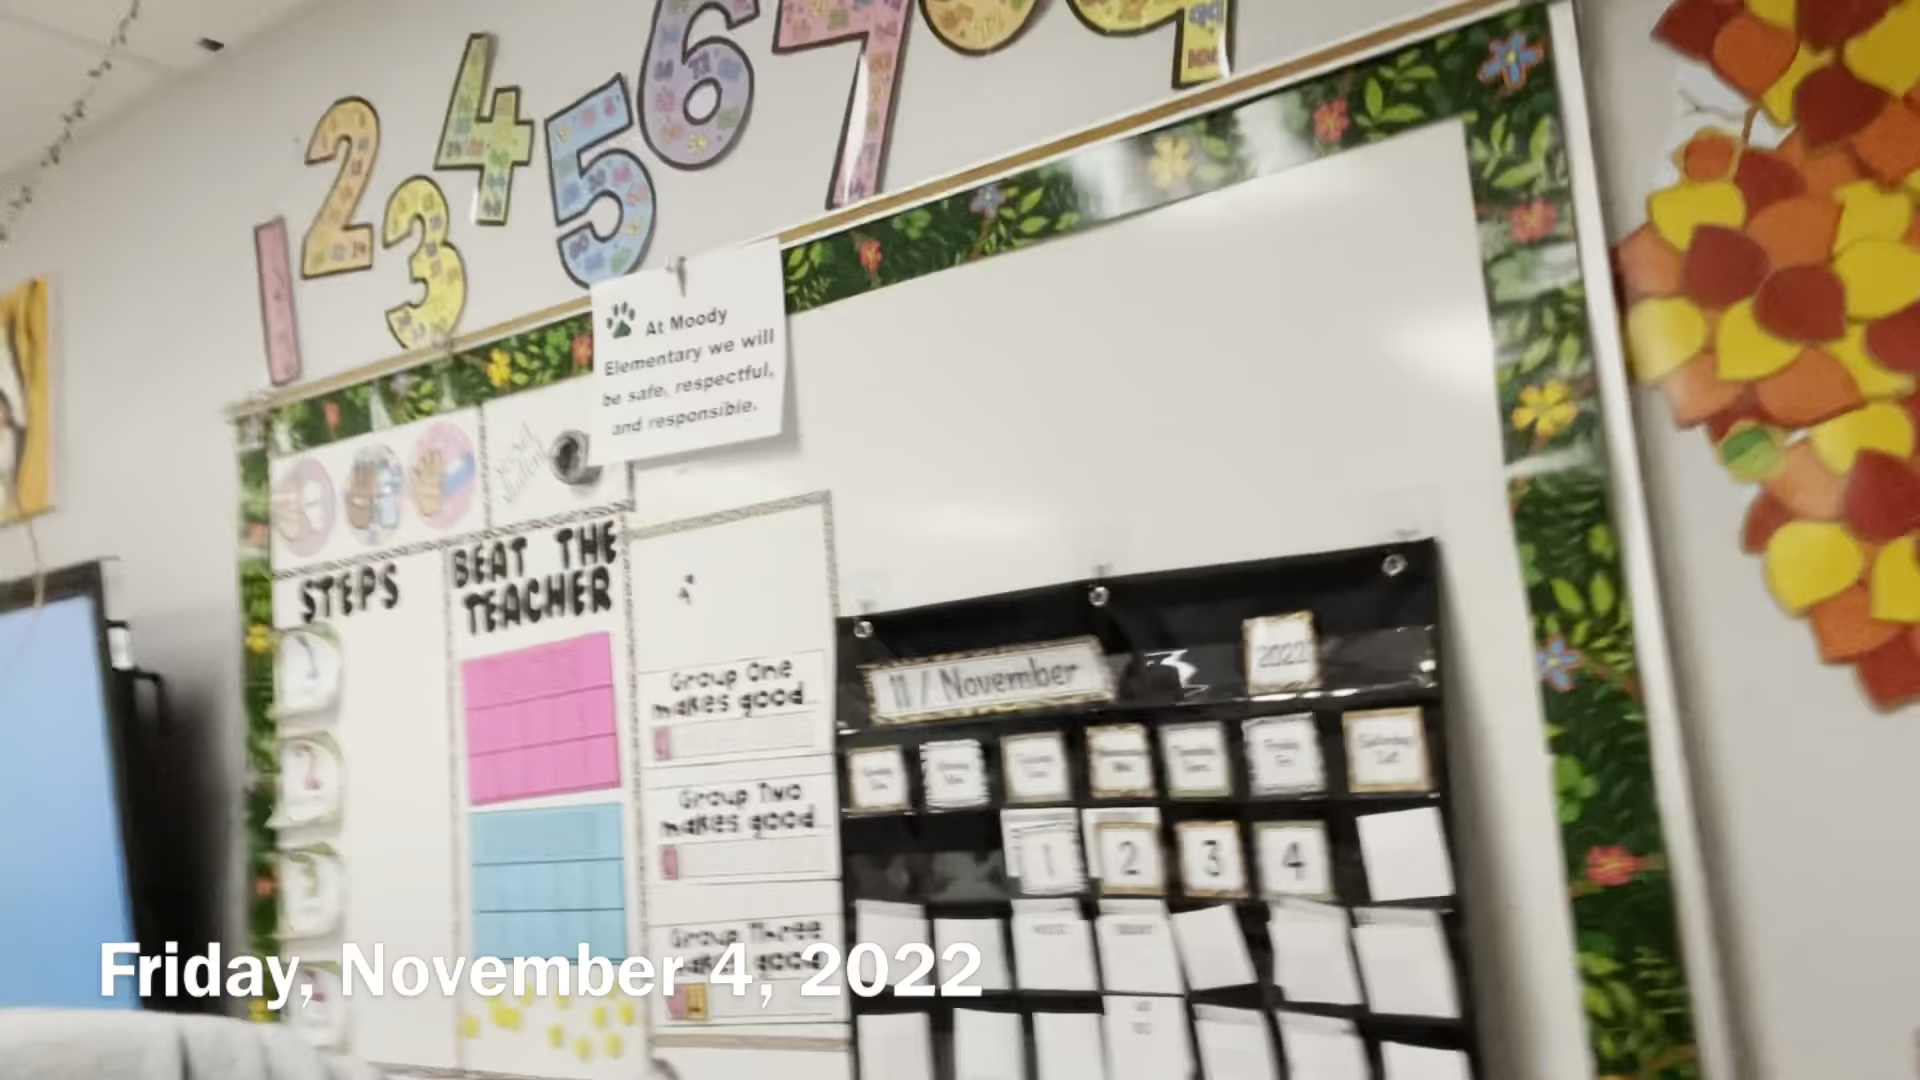 1 2 3 4 5 6 7
At Moody
Elementary we will
be safe, respectful,
and responsible.
STEPS
BEAT THE
TEACHER
Group One
makes good...
Group Two
makes good...
Group Three
makes good
11 / November
2022
1 2 3 4
Friday, November 4, 2022